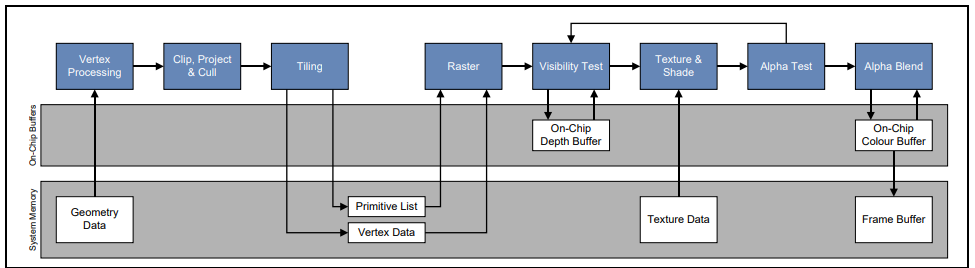 Vertex
Processing
Clip, Project
& Cull
Tiling
Raster
Visibility Test
Texture &
Shade
Alpha Test
Alpha Blend
On-Chip Buffers
On-Chip
Depth Buffer
On-Chip
Colour Buffer
System Memory
Geometry
Data
Primitive List
Vertex Data
Texture Data
Frame Buffer